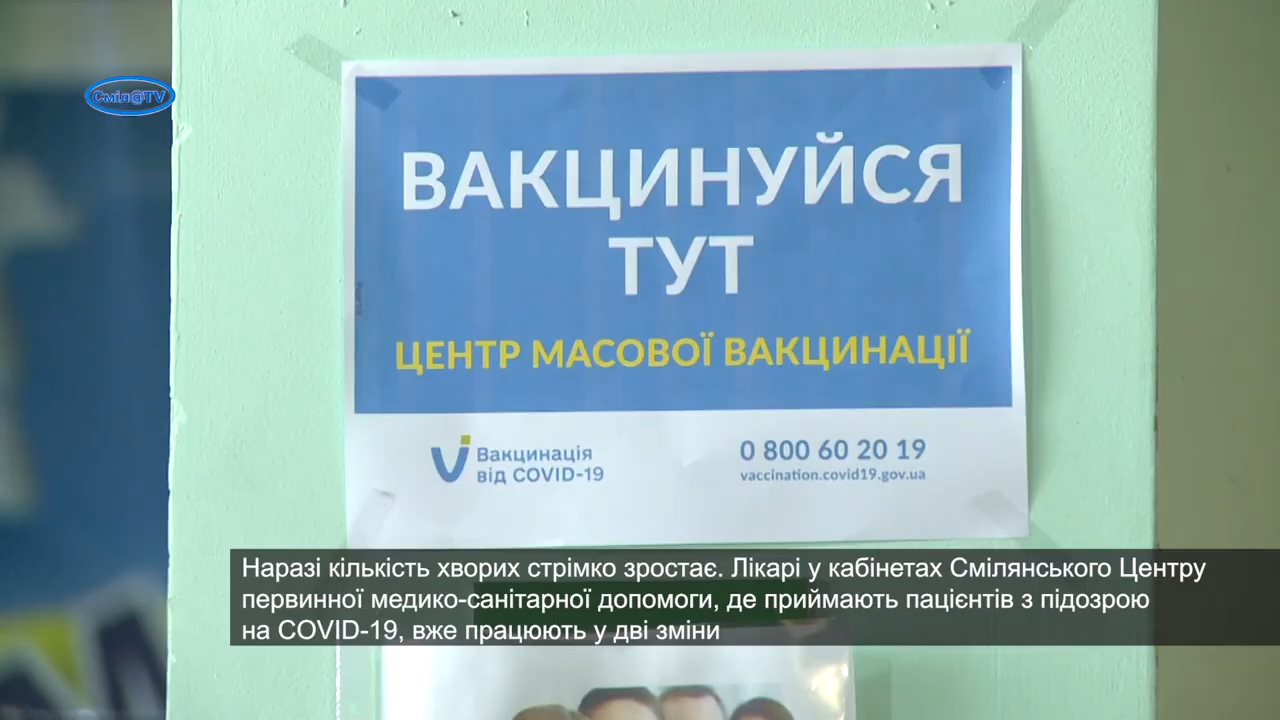 Сміл@TV
ВАКЦИНУЙСЯ
ТУТ
ЦЕНТР МАСОВОЇ ВАКЦИНАЦІЇ
Вакцинація
від COVID-19
0 800 60 20 19
vaccination.covid19.gov.ua
Наразі кількість хворих стрімко зростає. Лікарі у кабінетах Смілянського Центру
первинної медико-санітарної допомоги, де приймають пацієнтів з підозрою
на COVID-19, вже працюють у дві зміни